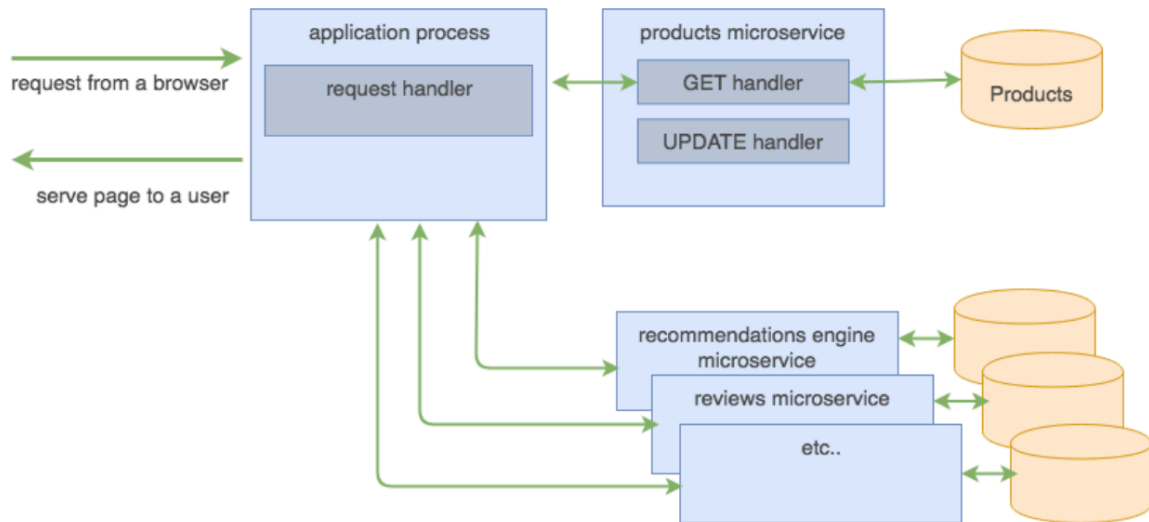 application process
request handler
request from a browser
serve page to a user
products microservice
GET handler
UPDATE handler
Products
recommendations engine
microservice
reviews microservice
etc..